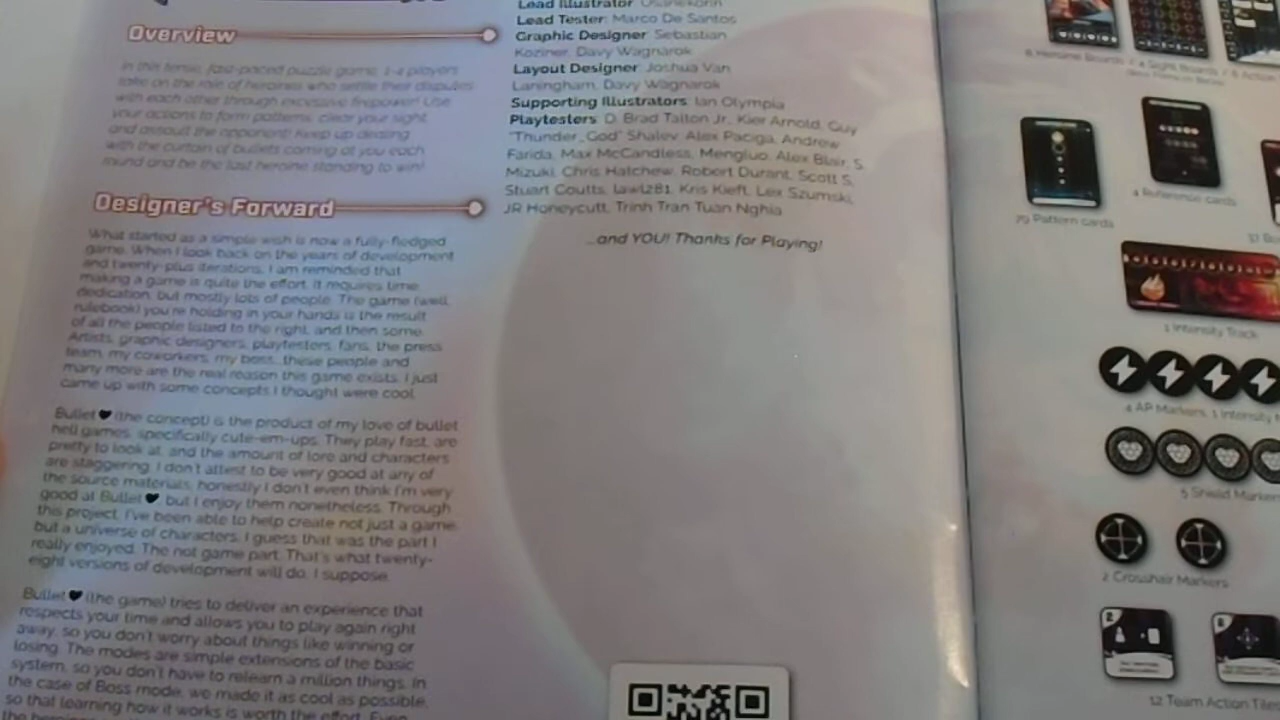 Overview
In this tense, fast-paced puzzle game, 1-4 players
take on the role of heroines who settle their disputes
with each other through excessive firepower! Use
your actions to form patterns, clear your sight,
and assault the opponent! Keep up dealing
with the curtain of bullets coming at you each
round and be the last heroine standing to win!
Designer's Forward
What started as a simple wish is now a fully-fledged
game. When I look back on the years of development
and twenty-plus iterations, I am reminded that
making a game is quite the effort. It requires time,
dedication, but mostly lots of people. The game (well,
rulebook) you're holding in your hands is the result
of all the people listed to the right, and then some.
Artists, graphic designers, playtesters, fans, the press
team, my coworkers, my boss, these people and
many more are the real reason this game exists. I just
came up with some concepts I thought were cool.
Bullet🖤 (the concept) is the product of my love of bullet
hell games, specifically cute-em-ups. They play fast, are
pretty to look at, and the amount of lore and characters
are staggering. I don't attest to be very good at any of
the source materials, honestly I don't even think I'm very
good at Bullet🖤, but I enjoy them nonetheless. Through
this project, I've been able to help create not just a game
but a universe of characters. I guess that was the part I
really enjoyed. The not game part. That's what twenty-
eight versions of development will do, I suppose.
Bullet🖤 (the game) tries to deliver an experience that
respects your time and allows you to play again right
away, so you don't worry about things like winning or
losing. The modes are simple extensions of the basic
system, so you don't have to relearn a million things. In
the case of Boss mode, we made it as cool as possible,
so that learning how it works is worth the effort. Even
Lead Illustrator:
Lead Tester: Marco De Santos
Graphic Designer: Sebastian
Koziner, Davy Wagnarok
Layout Designer: Joshua Van
Laningham, Davy Wagnarok
Supporting Illustrators: Ian Olympia
Playtesters: D. Brad Talton Jr., Kier Arnold, Guy
"Thunder_God" Shalev, Alex Paciga, Andrew
Farida, Max McCandless, Mengluo, Alex Blair, S.
Mizuki, Chris Hatchew, Robert Durant, Scott S,
Stuart Coutts, lawl281, Kris Kieft, Lex Szumski,
JR Honeycutt, Trinh Tran Tuan Nghia
...and YOU! Thanks for Playing!
Heroine Boards / 4 Sight Boards / 8 Action
79 Pattern cards
4 Reference cards
1 Intensity Track
4 AP Markers, 1 Intensity
5 Shield Marker
2 Crosshair Markers
2
12 Team Action Tiles